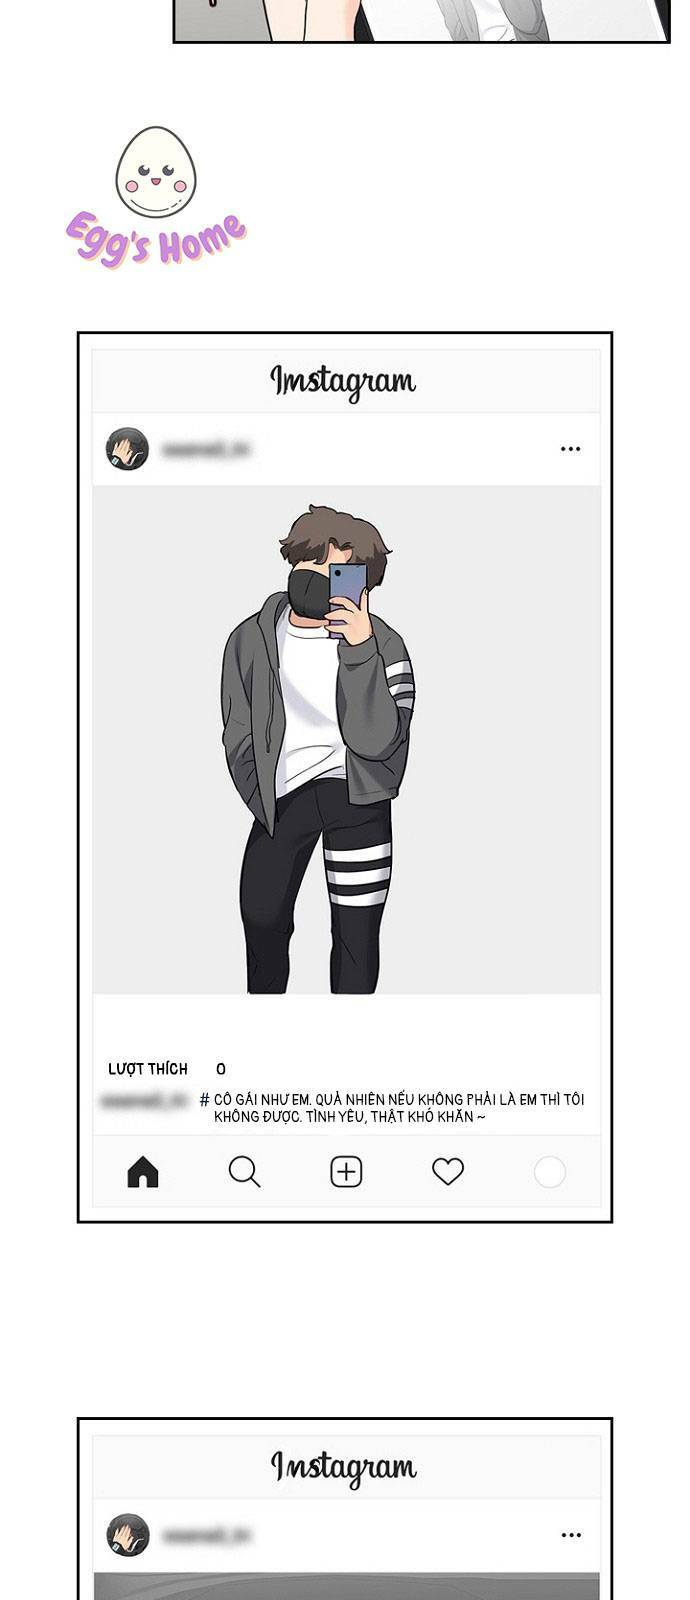 Egg's Home
Imstagram
LƯỢT THÍCH 0
# CÔ GÁI NHƯ EM. QUẢ NHIÊN NẾU KHÔNG PHẢI LÀ EM THÌ TÔI
KHÔNG ĐƯỢC. TÌNH YÊU, THẬT KHÓ KHĂN ~
Imstagram